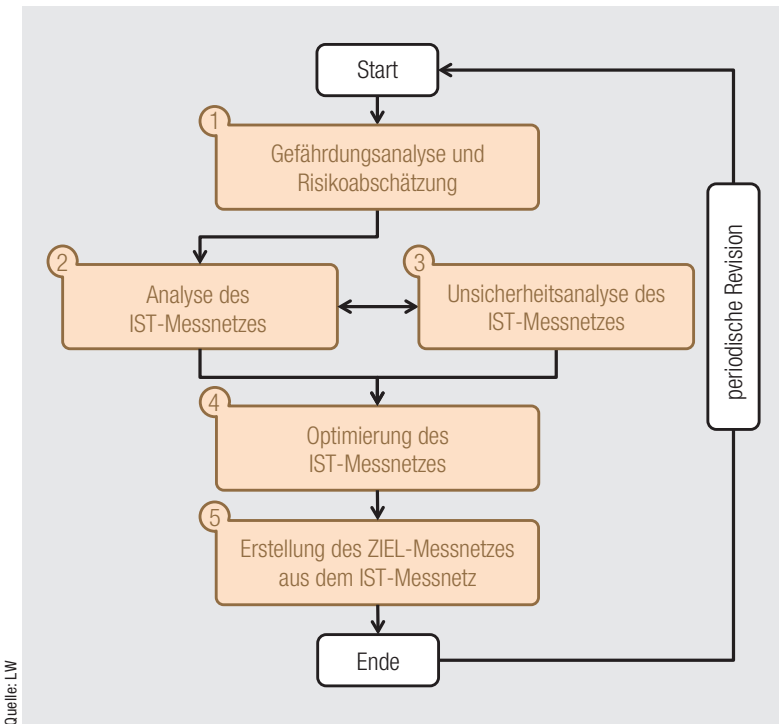 Start
1
Gefährdungsanalyse und
Risikoabschätzung
2
Analyse des
IST-Messnetzes
3
Unsicherheitsanalyse des
IST-Messnetzes
4
Optimierung des
IST-Messnetzes
5
Erstellung des ZIEL-Messnetzes
aus dem IST-Messnetz
Ende
periodische Revision
Quelle: LW